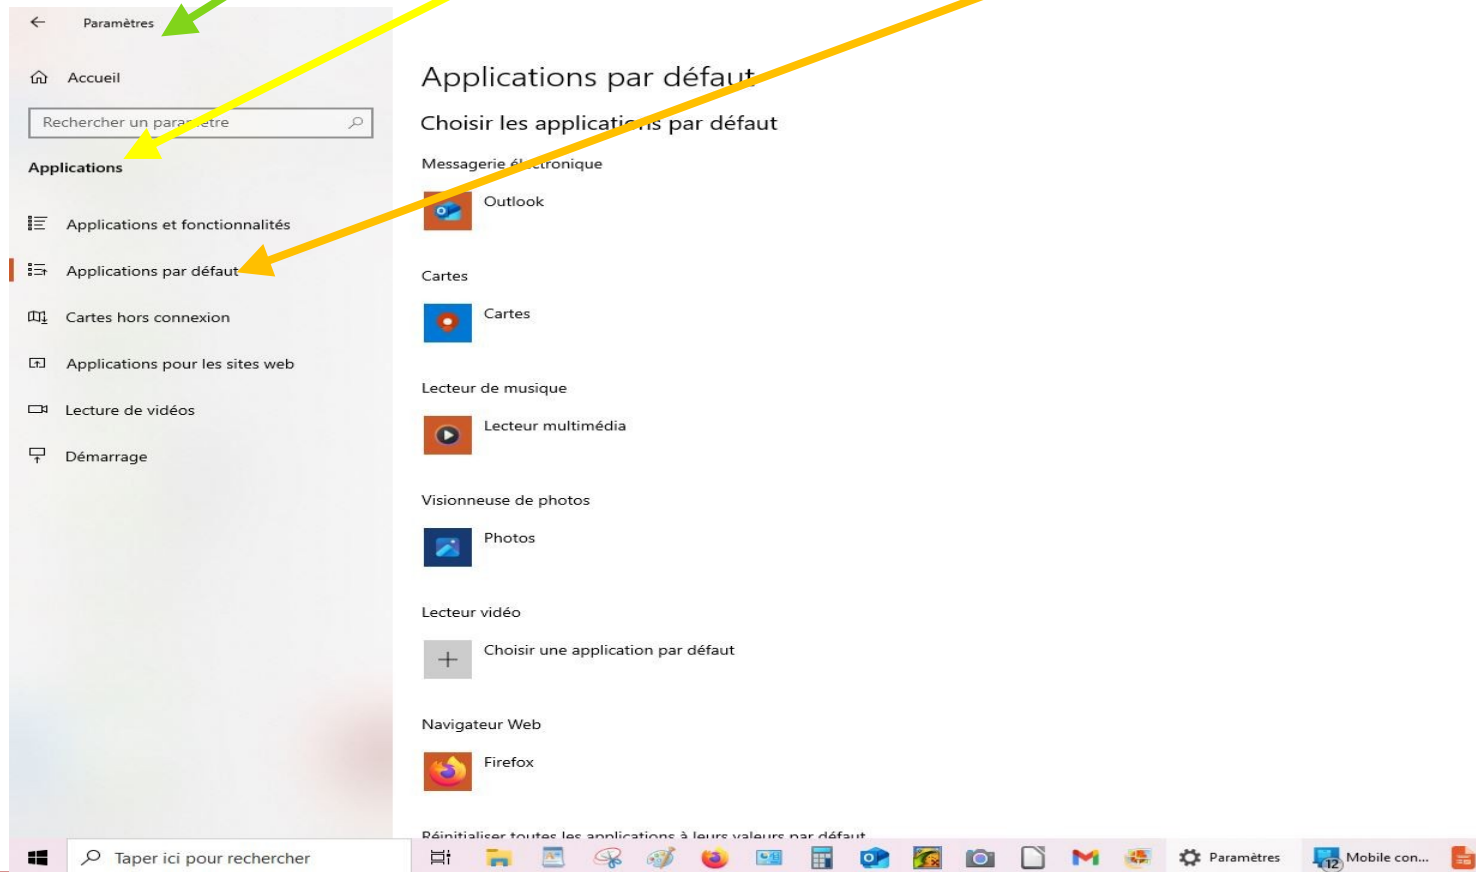 Paramètres
Accueil
Rechercher un paramètre
Applications
Applications et fonctionnalités
Applications par défaut
Cartes hors connexion
Applications pour les sites web
Lecture de vidéos
Démarrage
Applications par défaut
Choisir les applications par défaut
Messagerie électronique
Outlook
Cartes
Cartes
Lecteur de musique
Lecteur multimédia
Visionneuse de photos
Photos
Lecteur vidéo
Choisir une application par défaut
Navigateur Web
Firefox
Réinitialiser toutes les applications à leurs valeurs par défaut
Taper ici pour rechercher
Paramètres
12
Mobile con...